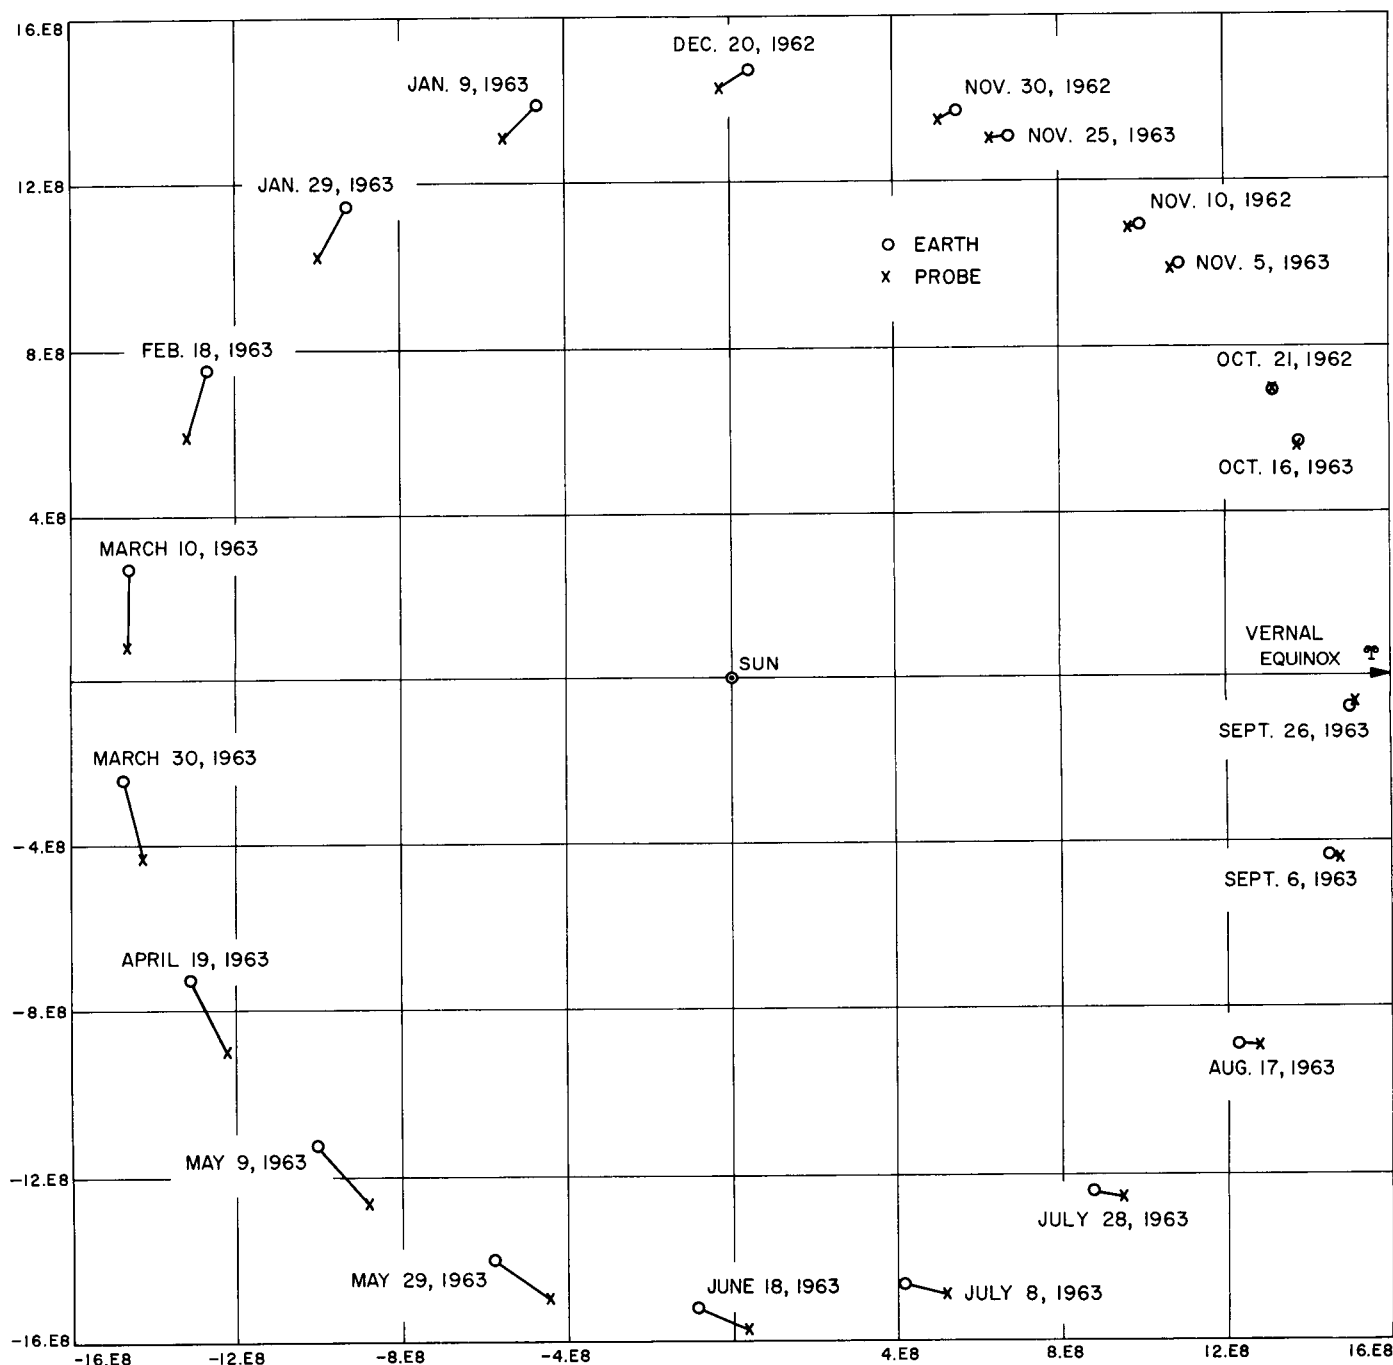 16.E8
DEC. 20, 1962
JAN. 9, 1963
NOV. 30, 1962
NOV. 25, 1963
12.E8
JAN. 29, 1963
NOV. 10, 1962
O EARTH
X PROBE
NOV. 5, 1963
8.E8
FEB. 18, 1963
OCT. 21, 1962
OCT. 16, 1963
4.E8
MARCH 10, 1963
VERNAL
EQUINOX ♈
SUN
SEPT. 26, 1963
MARCH 30, 1963
-4.E8
SEPT. 6, 1963
APRIL 19, 1963
-8.E8
AUG. 17, 1963
MAY 9, 1963
-12.E8
JULY 28, 1963
MAY 29, 1963
JUNE 18, 1963
JULY 8, 1963
-16.E8
-16.E8 -12.E8 -8.E8 -4.E8 4.E8 8.E8 12.E8 16.E8